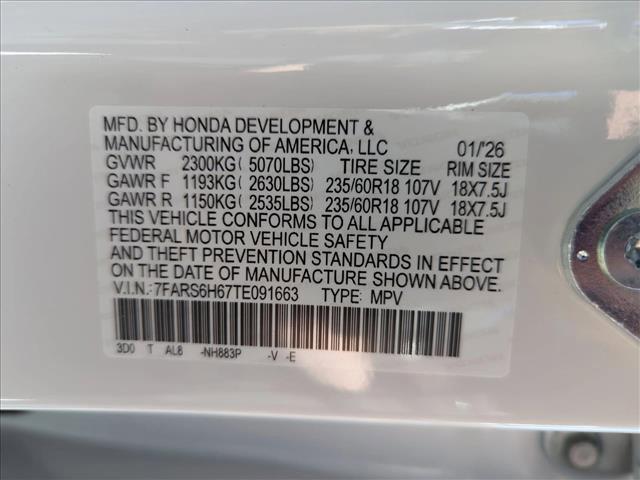 MFD. BY HONDA DEVELOPMENT &
MANUFACTURING OF AMERICA, LLC 01/'26
GVWR 2300KG ( 5070LBS) TIRE SIZE RIM SIZE
GAWR F 1193KG ( 2630LBS) 235/60R18 107V 18X7.5J
GAWR R 1150KG ( 2535LBS) 235/60R18 107V 18X7.5J
THIS VEHICLE CONFORMS TO ALL APPLICABLE
FEDERAL MOTOR VEHICLE SAFETY
AND THEFT PREVENTION STANDARDS IN EFFECT
ON THE DATE OF MANUFACTURE SHOWN ABOVE.
V.I.N.:7FARS6H67TE091663 TYPE: MPV
3D0 T AL8 -NH883P -V -E